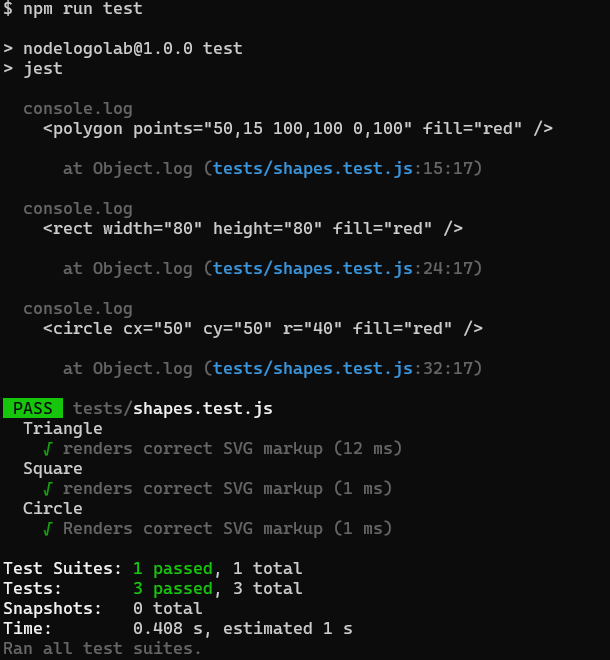 $ npm run test
> nodelogolab@1.0.0 test
> jest
console.log
<polygon points="50,15 100,100 0,100" fill="red" />
at Object.log (tests/shapes.test.js:15:17)
console.log
<rect width="80" height="80" fill="red" />
at Object.log (tests/shapes.test.js:24:17)
console.log
<circle cx="50" cy="50" r="40" fill="red" />
at Object.log (tests/shapes.test.js:32:17)
PASS tests/shapes.test.js
Triangle
√ renders correct SVG markup (12 ms)
Square
√ renders correct SVG markup (1 ms)
Circle
√ Renders correct SVG markup (1 ms)
Test Suites: 1 passed, 1 total
Tests: 3 passed, 3 total
Snapshots: 0 total
Time: 0.408 s, estimated 1 s
Ran all test suites.